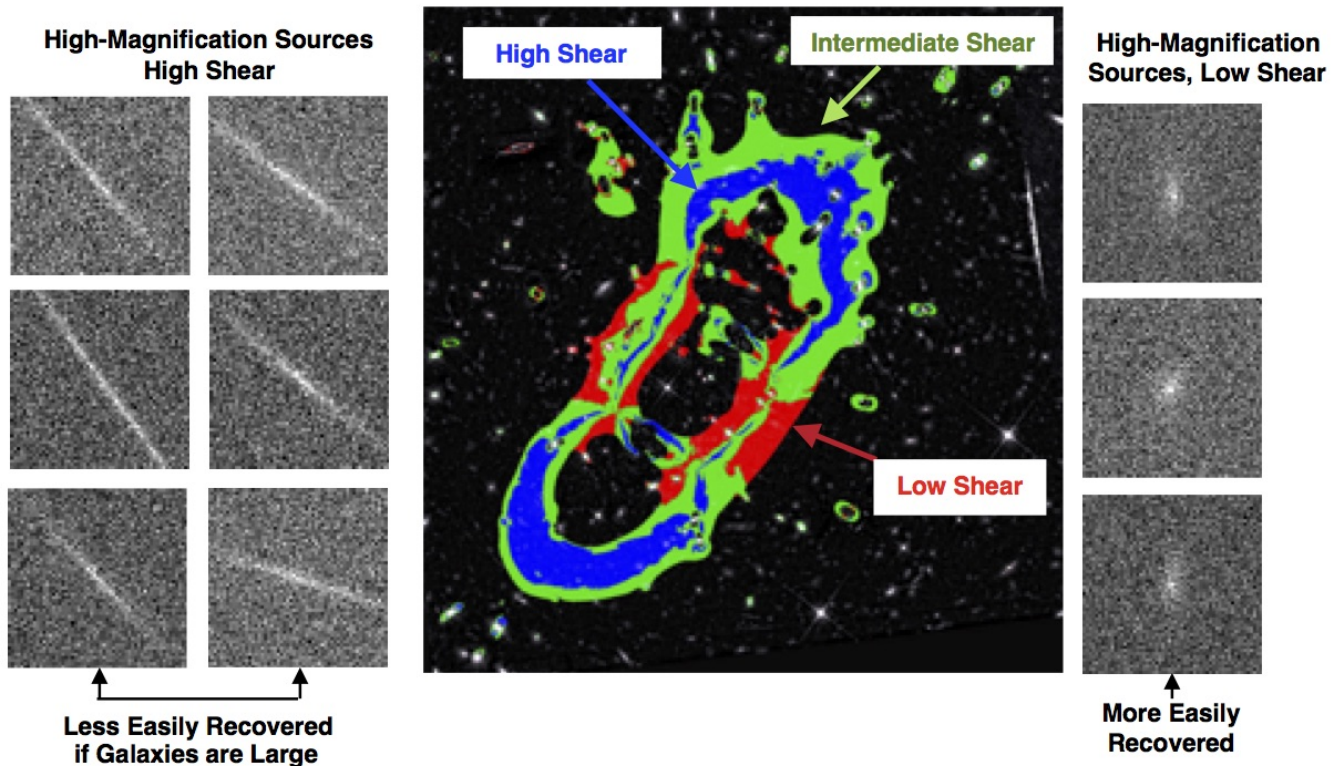 High-Magnification Sources
High Shear
High Shear
Intermediate Shear
Low Shear
High-Magnification
Sources, Low Shear
Less Easily Recovered
if Galaxies are Large
More Easily
Recovered